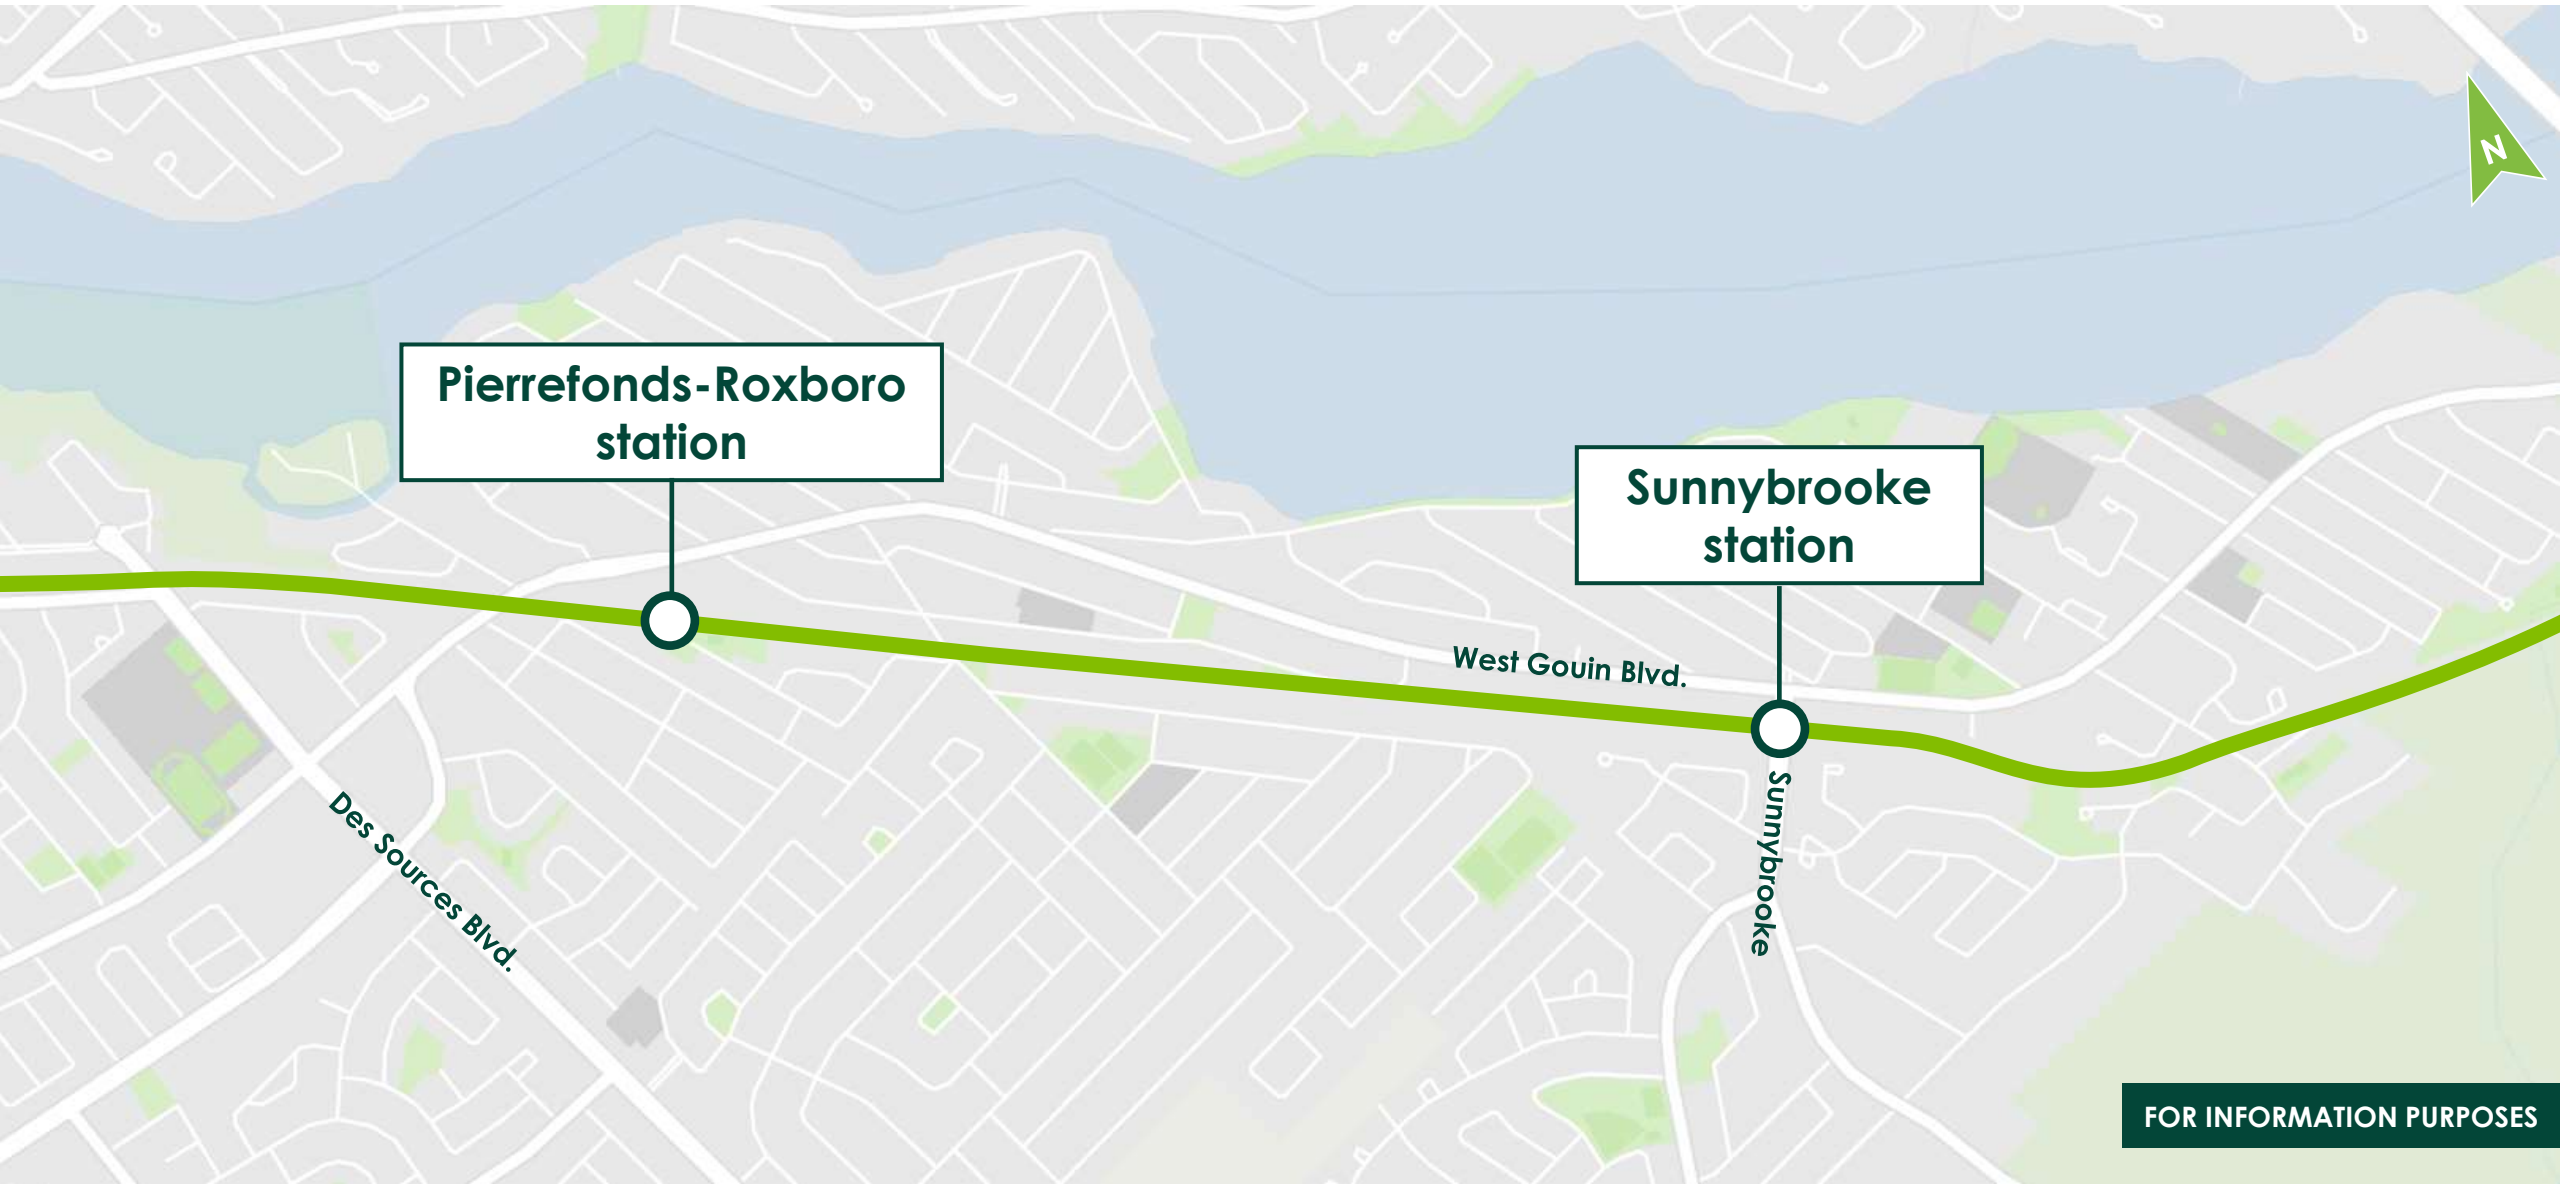 N
Pierrefonds-Roxboro
station
Sunnybrooke
station
West Gouin Blvd.
Sunnybrooke
Des Sources Blvd.
FOR INFORMATION PURPOSES